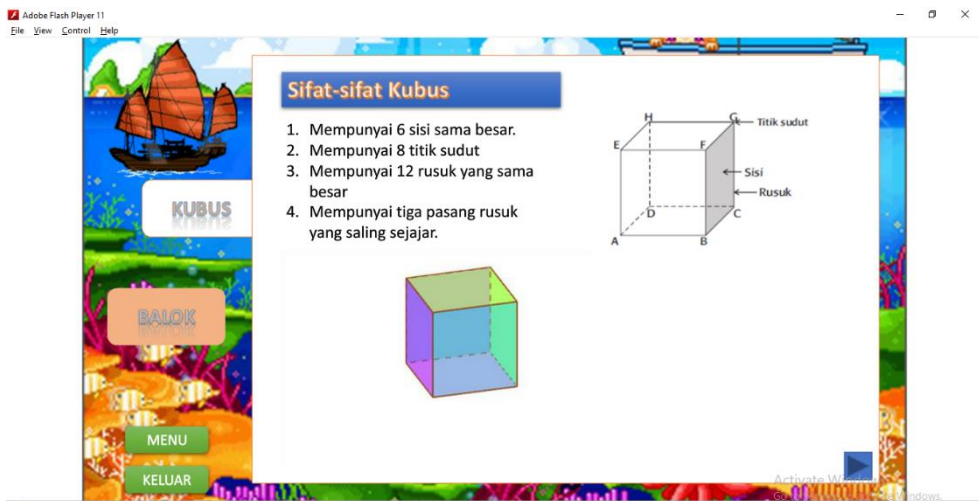 Adobe Flash Player 11
File View Control Help
Sifat-sifat Kubus
1. Mempunyai 6 sisi sama besar.
2. Mempunyai 8 titik sudut
3. Mempunyai 12 rusuk yang sama
besar
4. Mempunyai tiga pasang rusuk
yang saling sejajar.
H G Titik sudut
E F
Sisi
Rusuk
D C
A B
KUBUS
BALOK
MENU
KELUAR
Activate